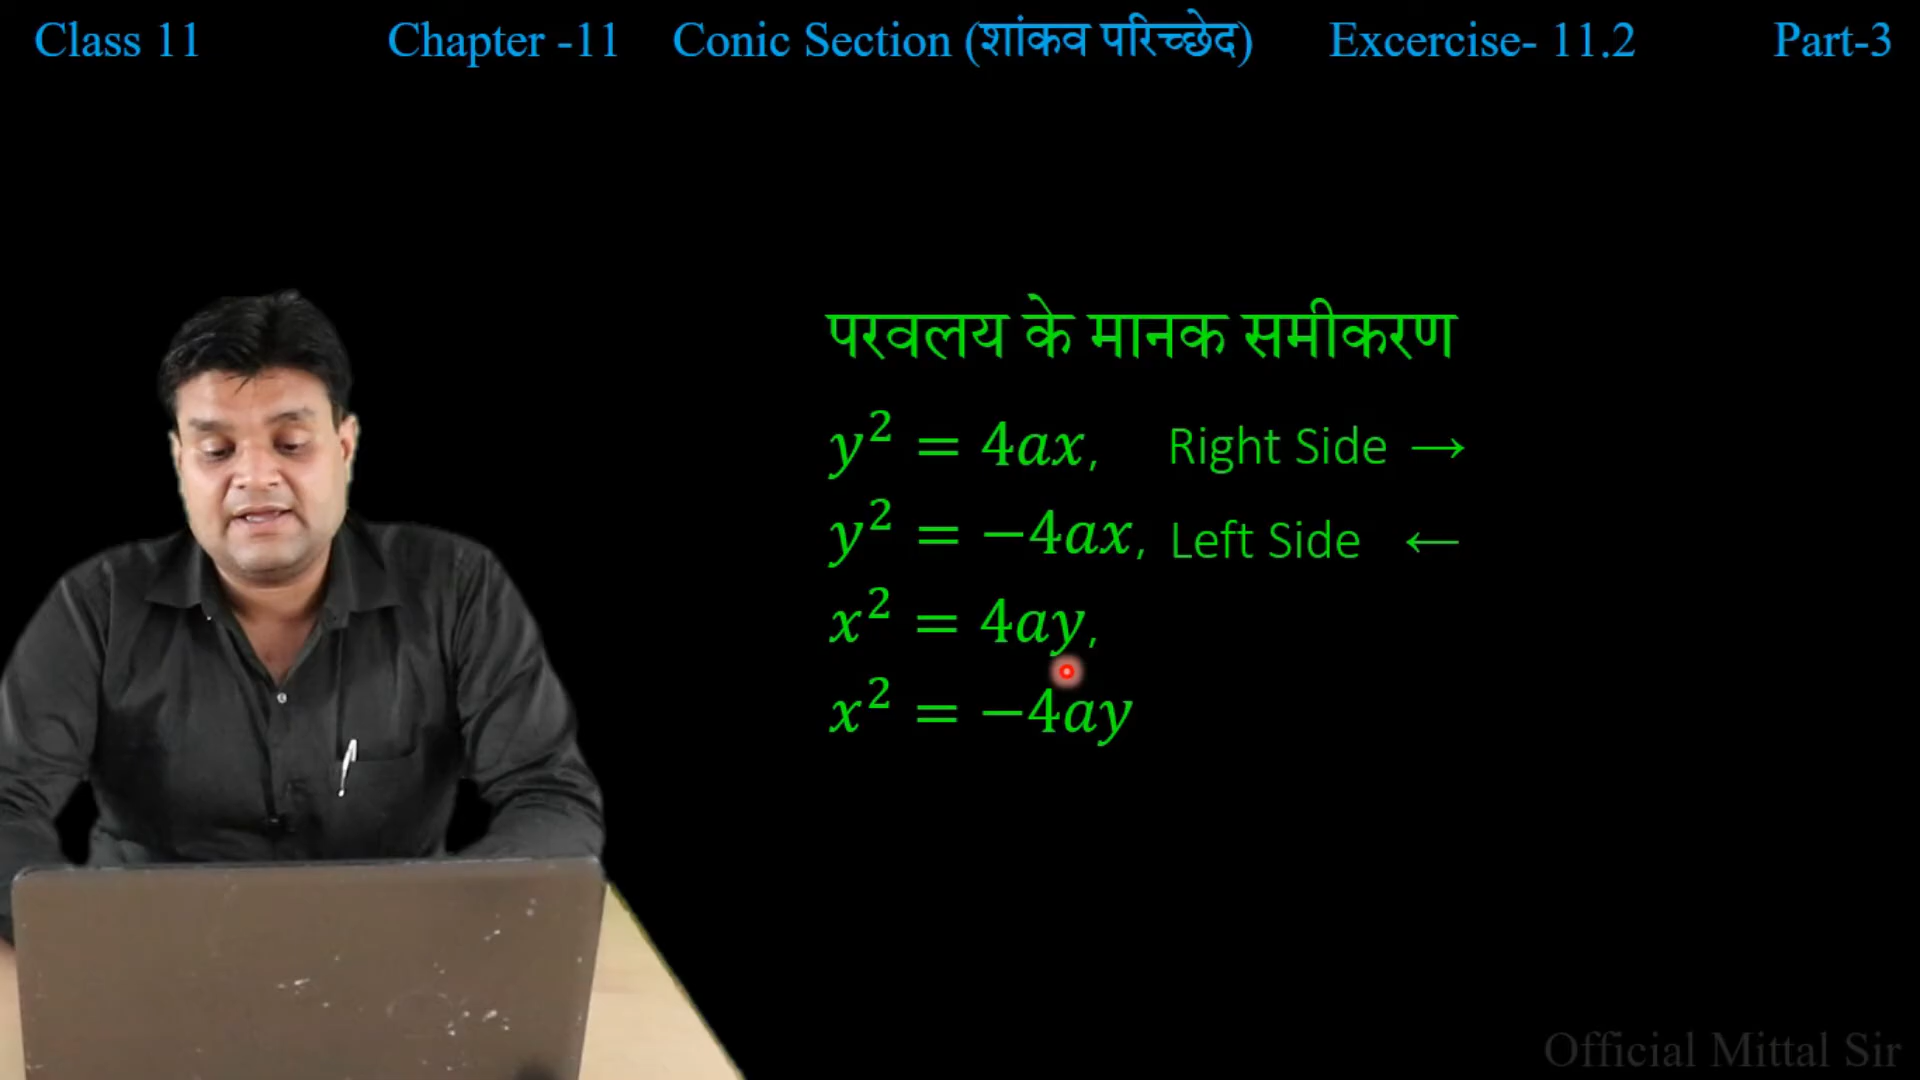 Class 11 Chapter -11 Conic Section (शांकव परिच्छेद) Excercise- 11.2 Part-3
परवलय के मानक समीकरण
y² = 4ax, Right Side →
y² = −4ax, Left Side ←
x² = 4ay,
x² = −4ay
Official Mittal Sir